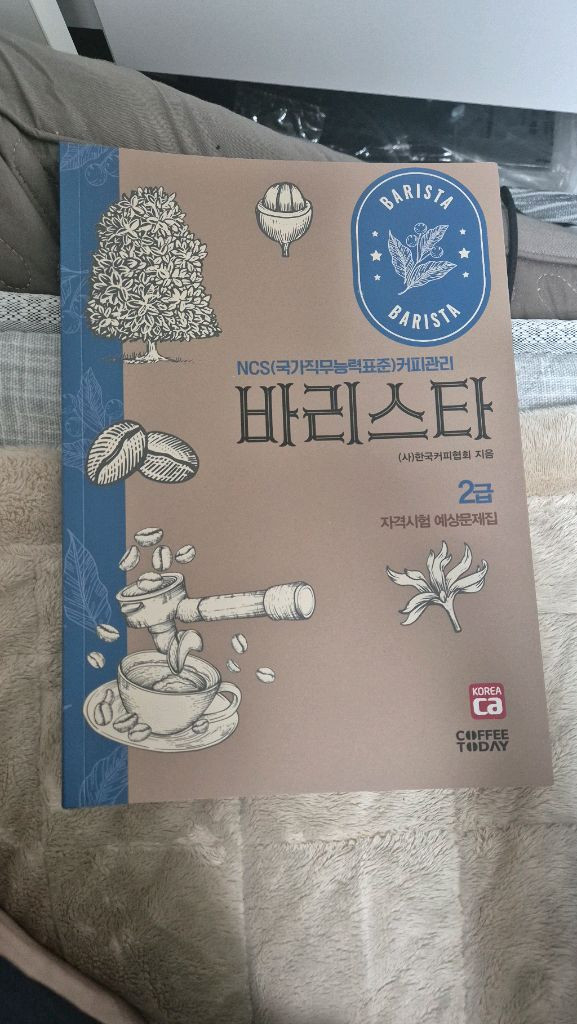 BARISTA
BARISTA
NCS(국가직무능력표준)커피관리
바리스타
(사)한국커피협회 지음
2급
자격시험 예상문제집
KOREA
ca
COFFEE
TODAY